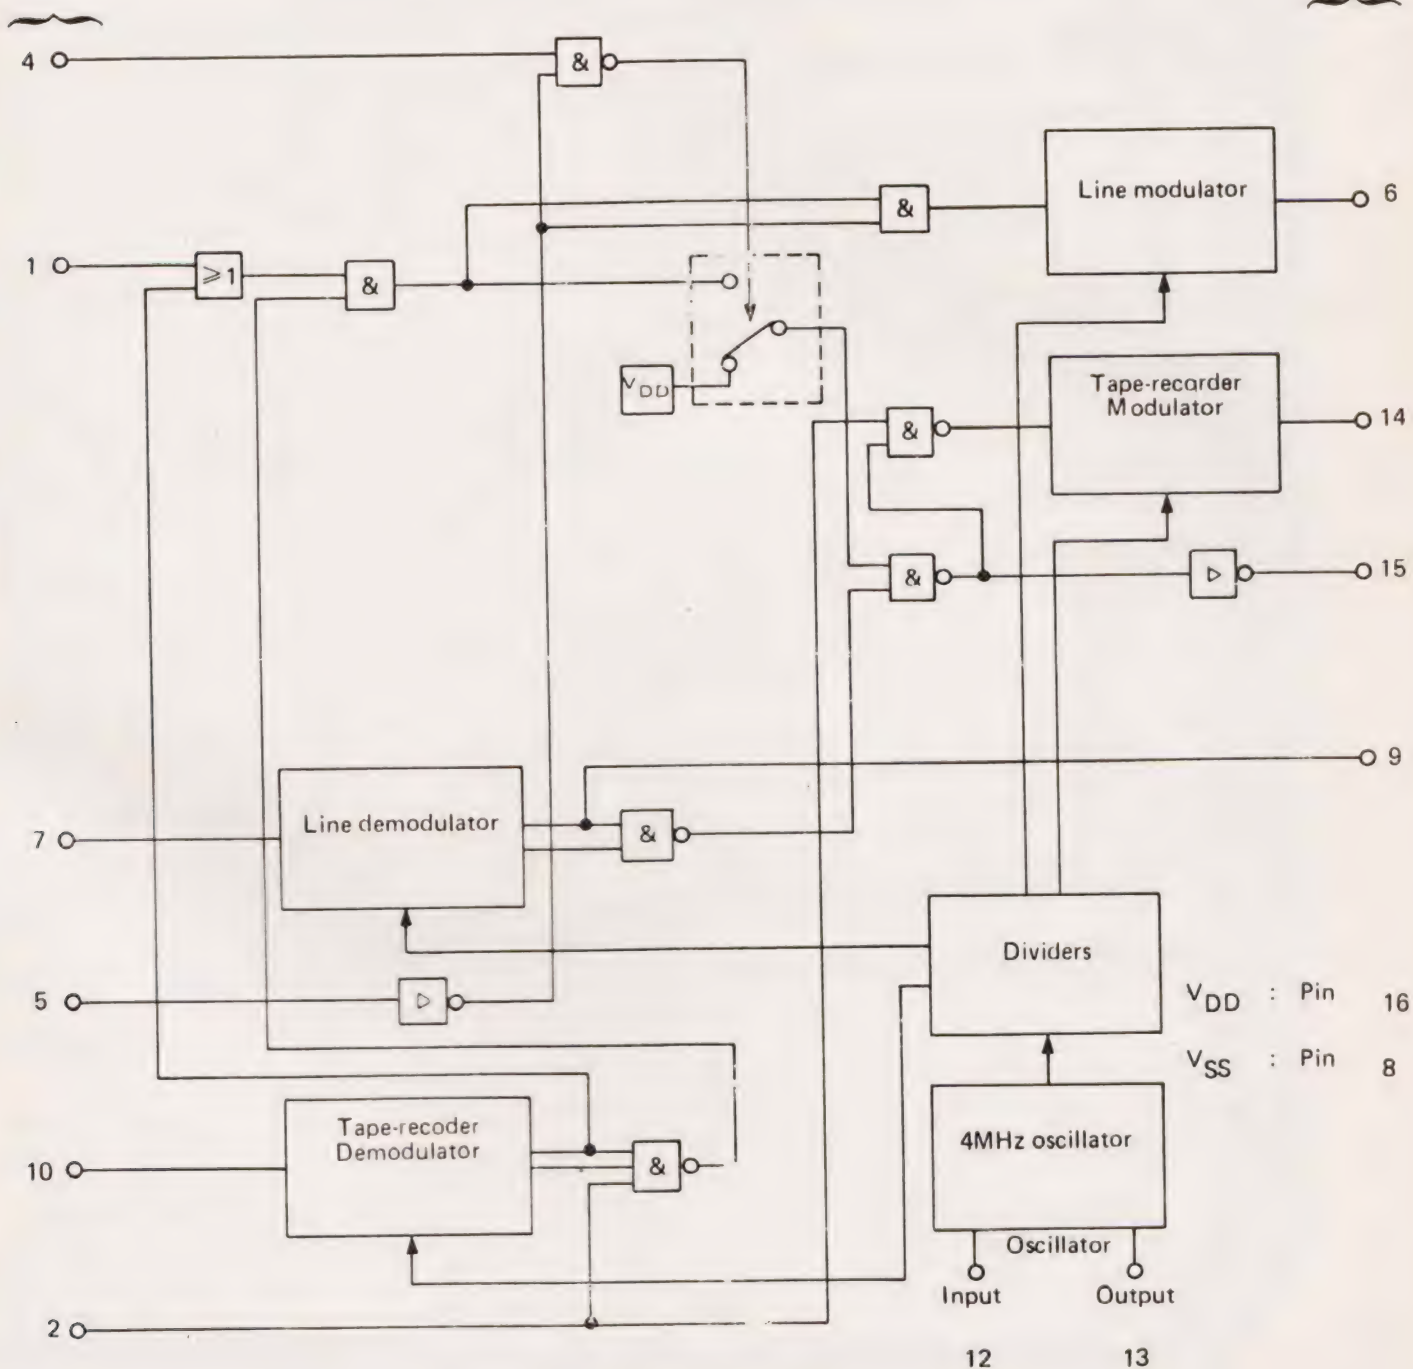 4
&
Line modulator
6
&
1
≥1
&
VDD
Tape-recorder
Modulator
14
&
&
▷
15
9
Line demodulator
7
&
Dividers
5
▷
VDD : Pin 16
VSS : Pin 8
Tape-recoder
Demodulator
4MHz oscillator
10
&
Oscillator
Input
Output
2
12
13